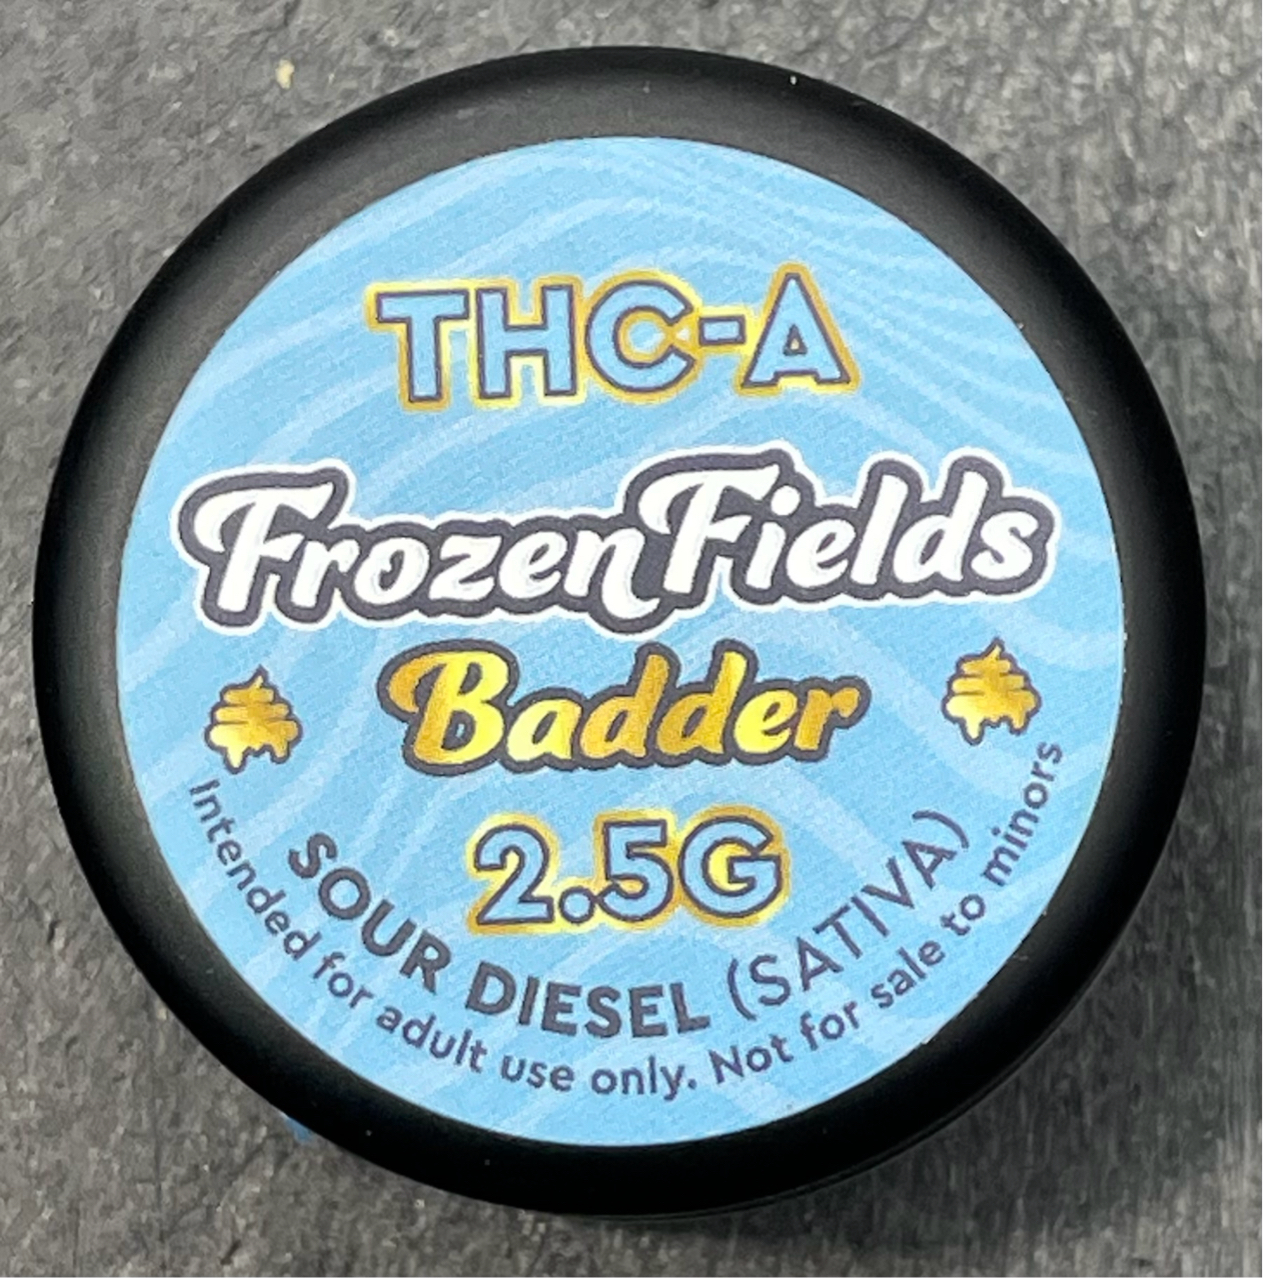 THC-A
FrozenFields
Badder
2.5G
SOUR DIESEL (SATIVA)
Intended for adult use only. Not for sale to minors